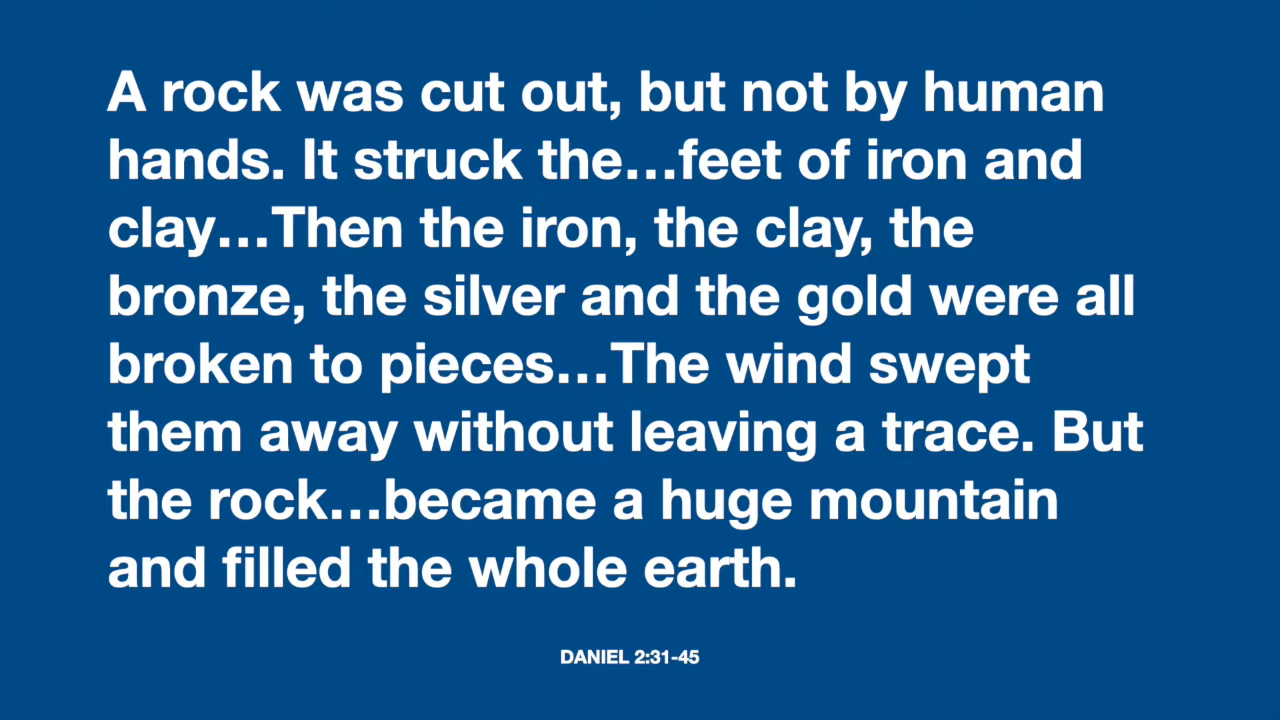 A rock was cut out, but not by human
hands. It struck the…feet of iron and
clay…Then the iron, the clay, the
bronze, the silver and the gold were all
broken to pieces…The wind swept
them away without leaving a trace. But
the rock…became a huge mountain
and filled the whole earth.
DANIEL 2:31-45